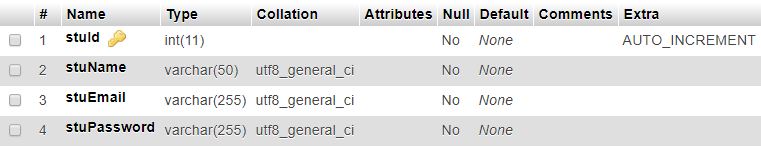 # Name Type Collation Attributes Null Default Comments Extra
1 stuId int(11) No None AUTO_INCREMENT
2 stuName varchar(50) utf8_general_ci No None
3 stuEmail varchar(255) utf8_general_ci No None
4 stuPassword varchar(255) utf8_general_ci No None